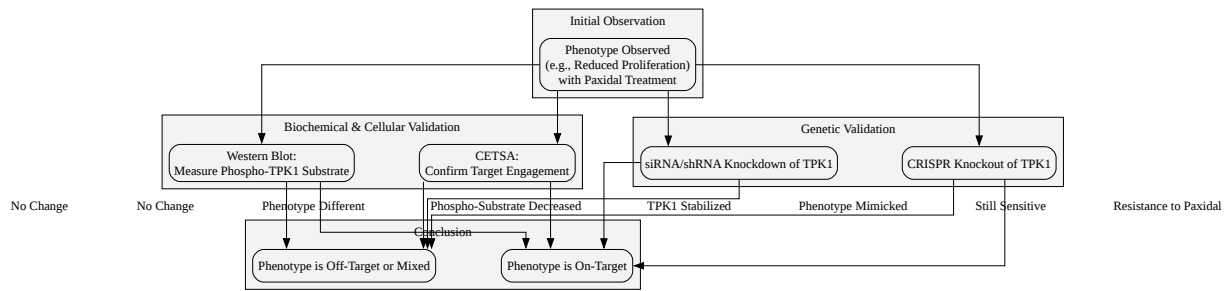 Initial Observation
Phenotype Observed
(e.g., Reduced Proliferation)
with Paxidal Treatment
Biochemical & Cellular Validation
Western Blot:
Measure Phospho-TPK1 Substrate
CETSA:
Confirm Target Engagement
Genetic Validation
siRNA/shRNA Knockdown of TPK1
CRISPR Knockout of TPK1
No Change
No Change
Phenotype Different
Phospho-Substrate Decreased
TPK1 Stabilized
Phenotype Mimicked
Still Sensitive
Resistance to Paxidal
Conclusion
Phenotype is Off-Target or Mixed
Phenotype is On-Target